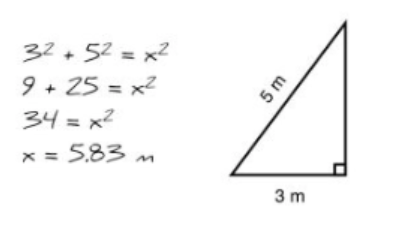 3² + 5² = x²
9 + 25 = x²
34 = x²
x = 5.83 m
5 m
3 m